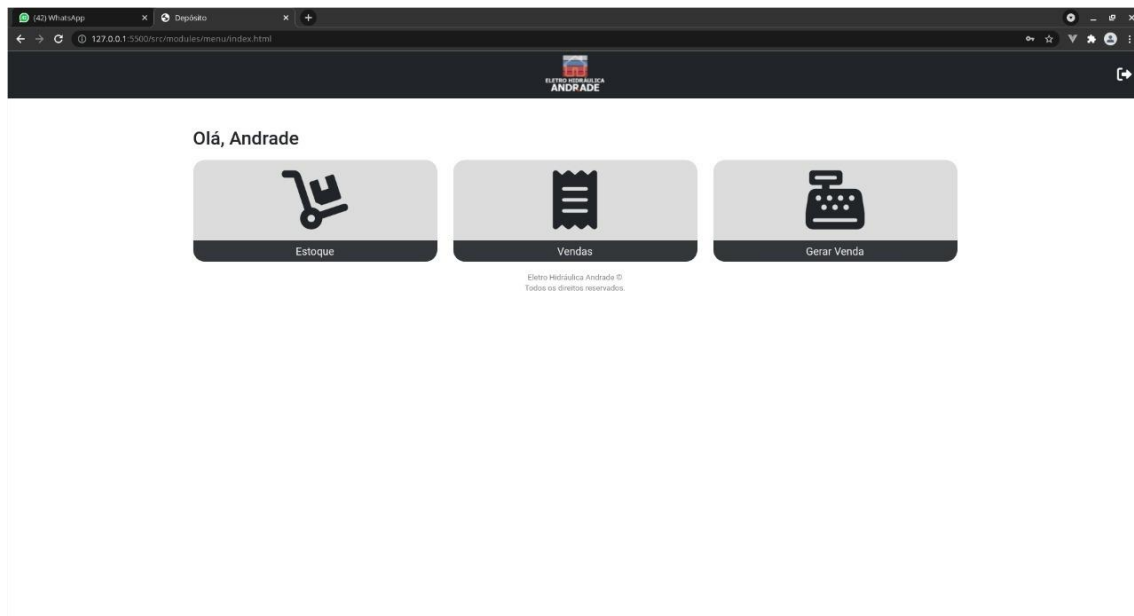 (42) WhatsApp
Depósito
127.0.0.1:5500/src/modules/menu/index.html
ELETRO HIDRÁULICA
ANDRADE
Olá, Andrade
Estoque
Vendas
Gerar Venda
Eletro Hidráulica Andrade ©
Todos os direitos reservados.